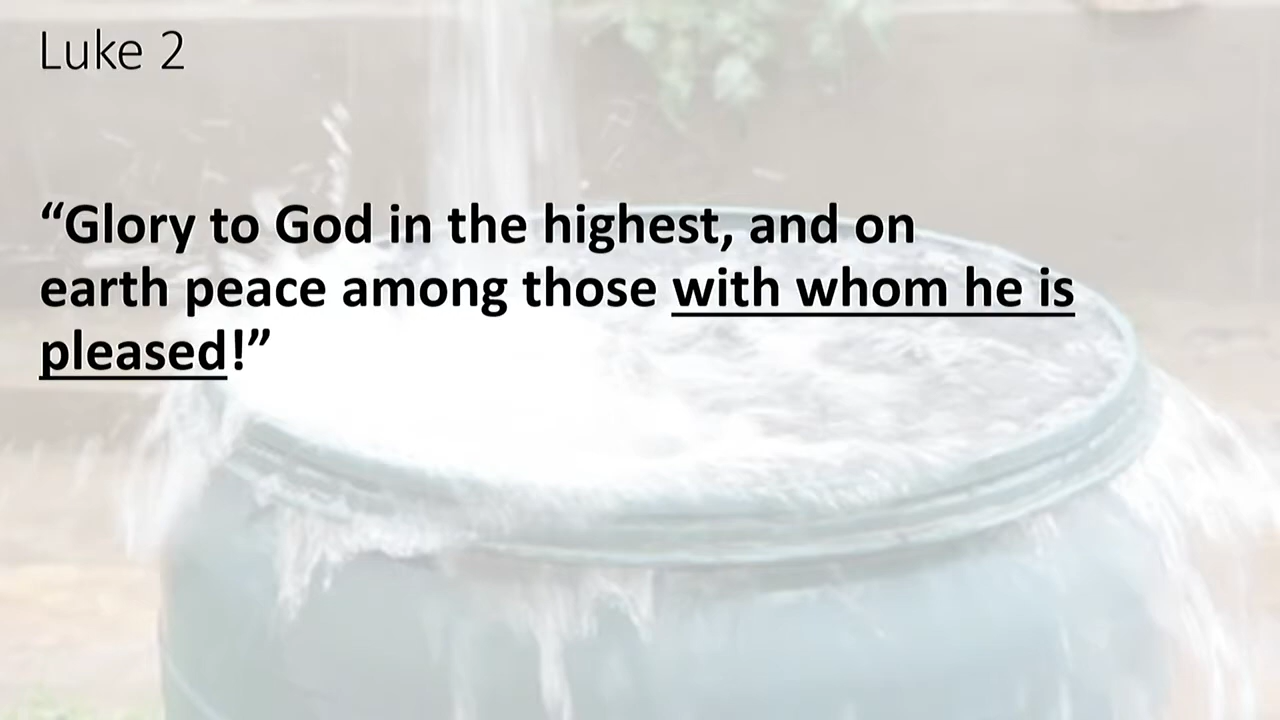 Luke 2
“Glory to God in the highest, and on
earth peace among those with whom he is
pleased!”